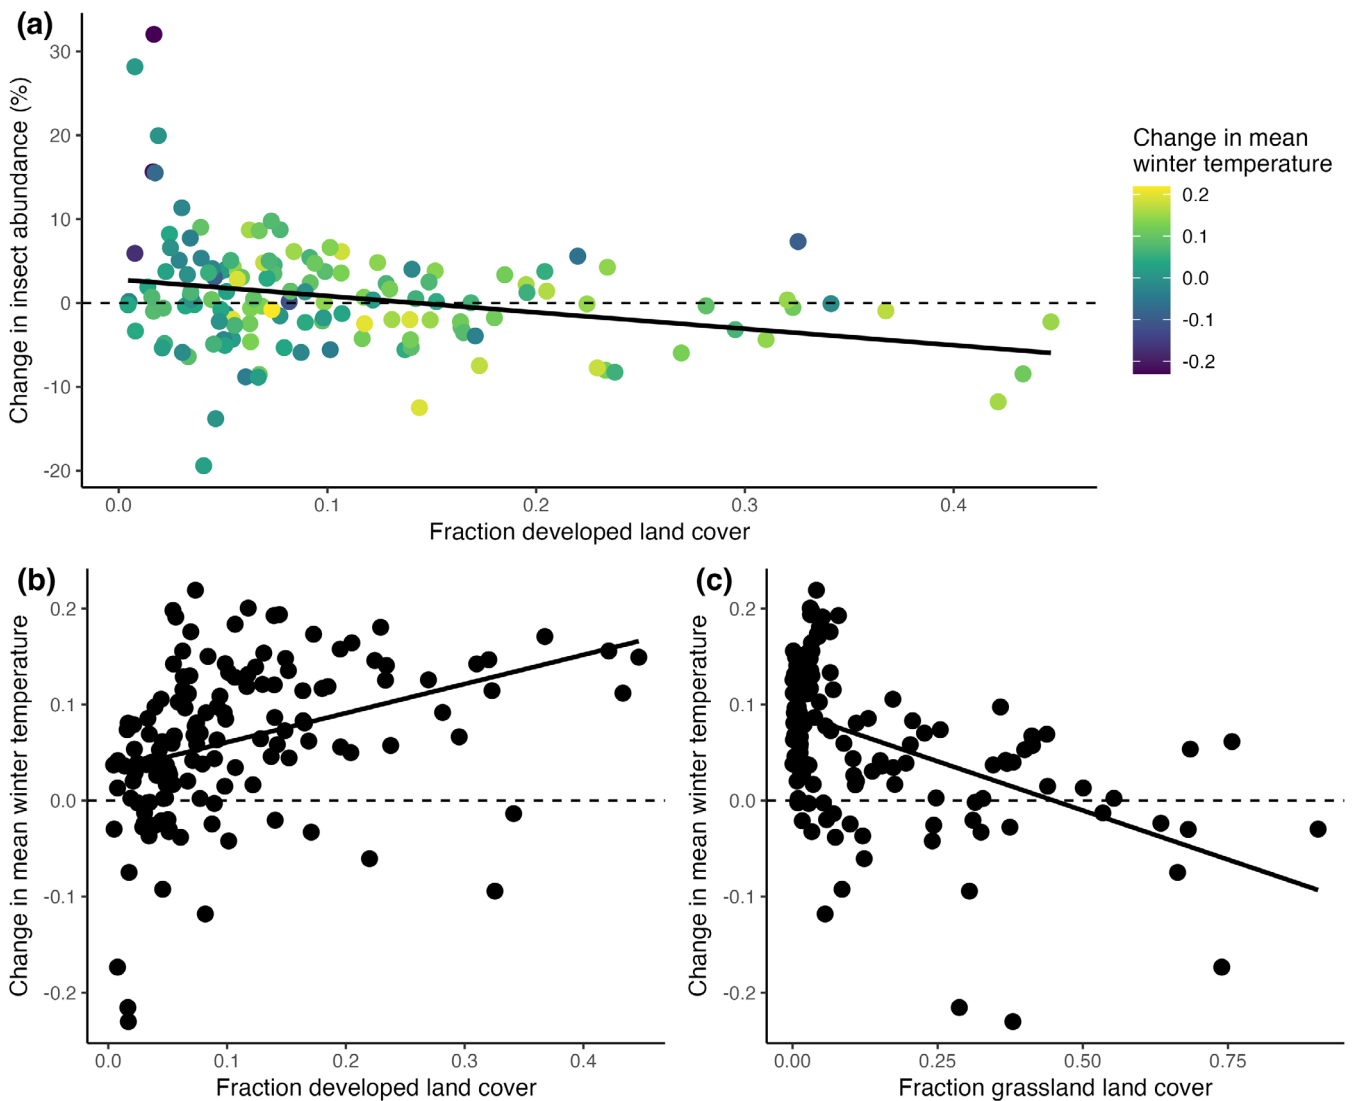 (a)
Change in insect abundance (%)
30
20
10
0
-10
-20
0.0 0.1 0.2 0.3 0.4
Fraction developed land cover
Change in mean
winter temperature
0.2
0.1
0.0
-0.1
-0.2
(b)
Change in mean winter temperature
0.2
0.1
0.0
-0.1
-0.2
0.0 0.1 0.2 0.3 0.4
Fraction developed land cover
(c)
Change in mean winter temperature
0.2
0.1
0.0
-0.1
-0.2
0.00 0.25 0.50 0.75
Fraction grassland land cover